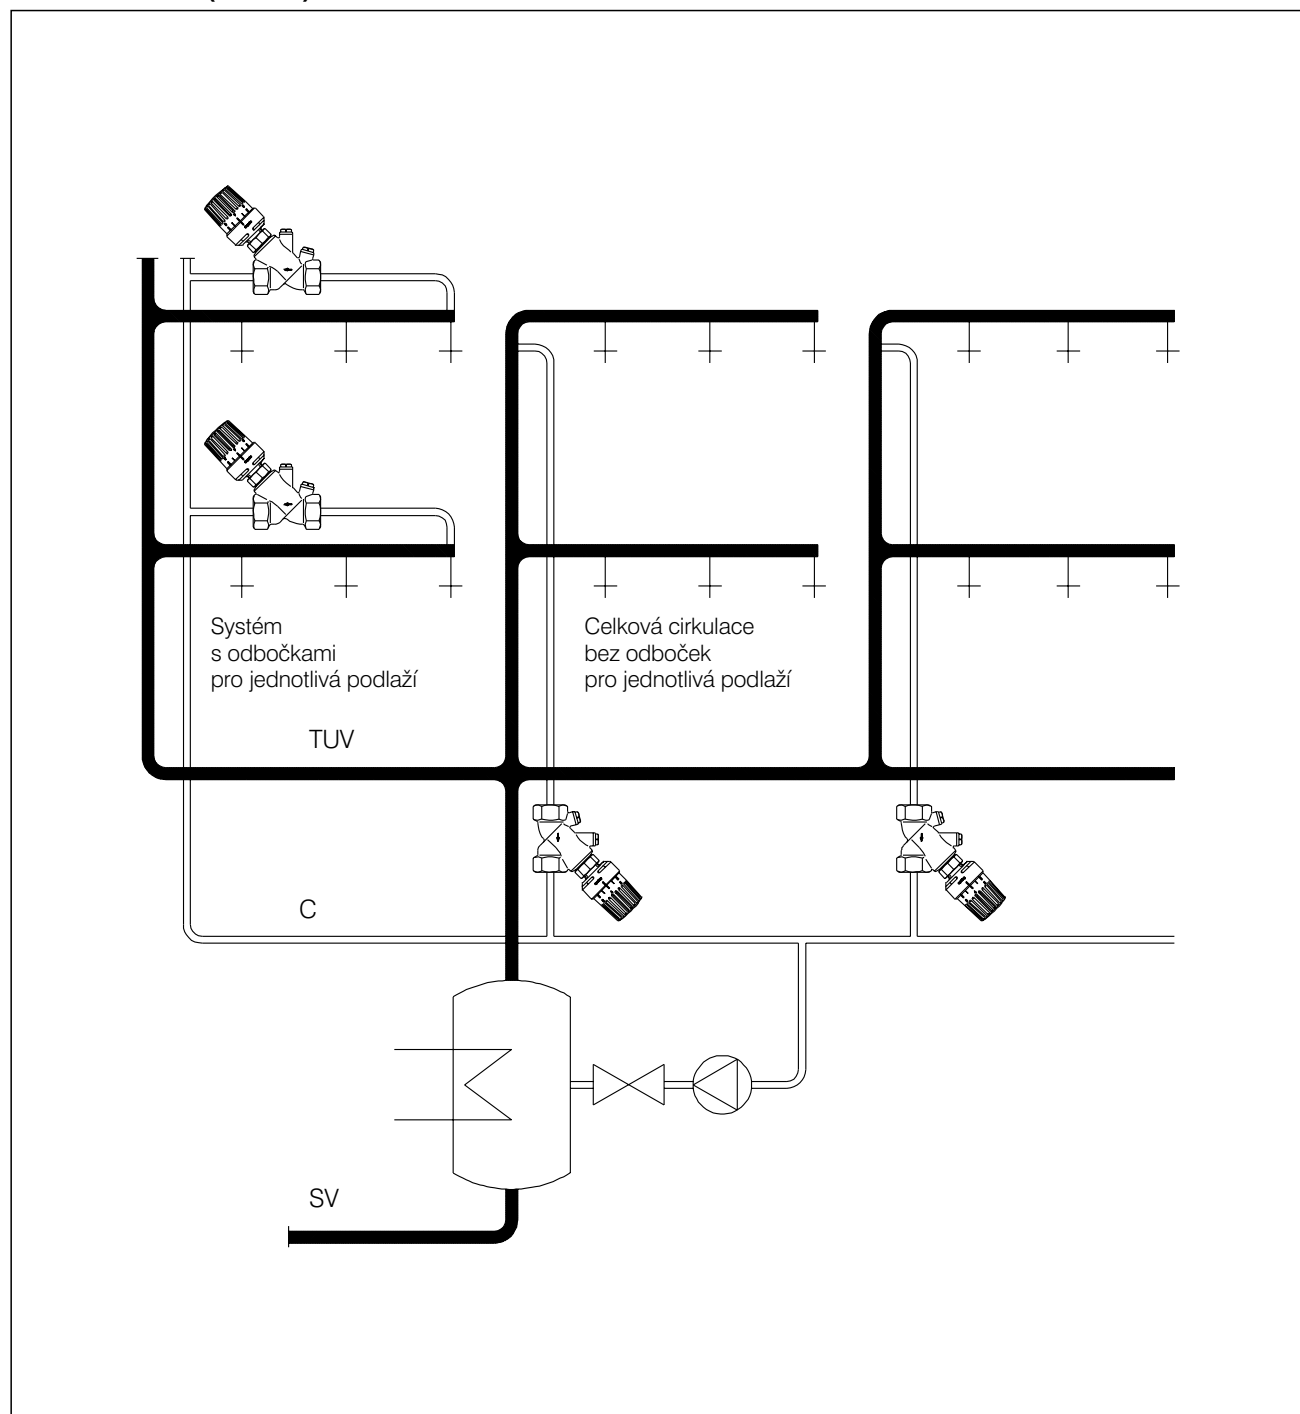 Systém
s odbočkami
pro jednotlivá podlaží
Celková cirkulace
bez odboček
pro jednotlivá podlaží
TUV
C
SV